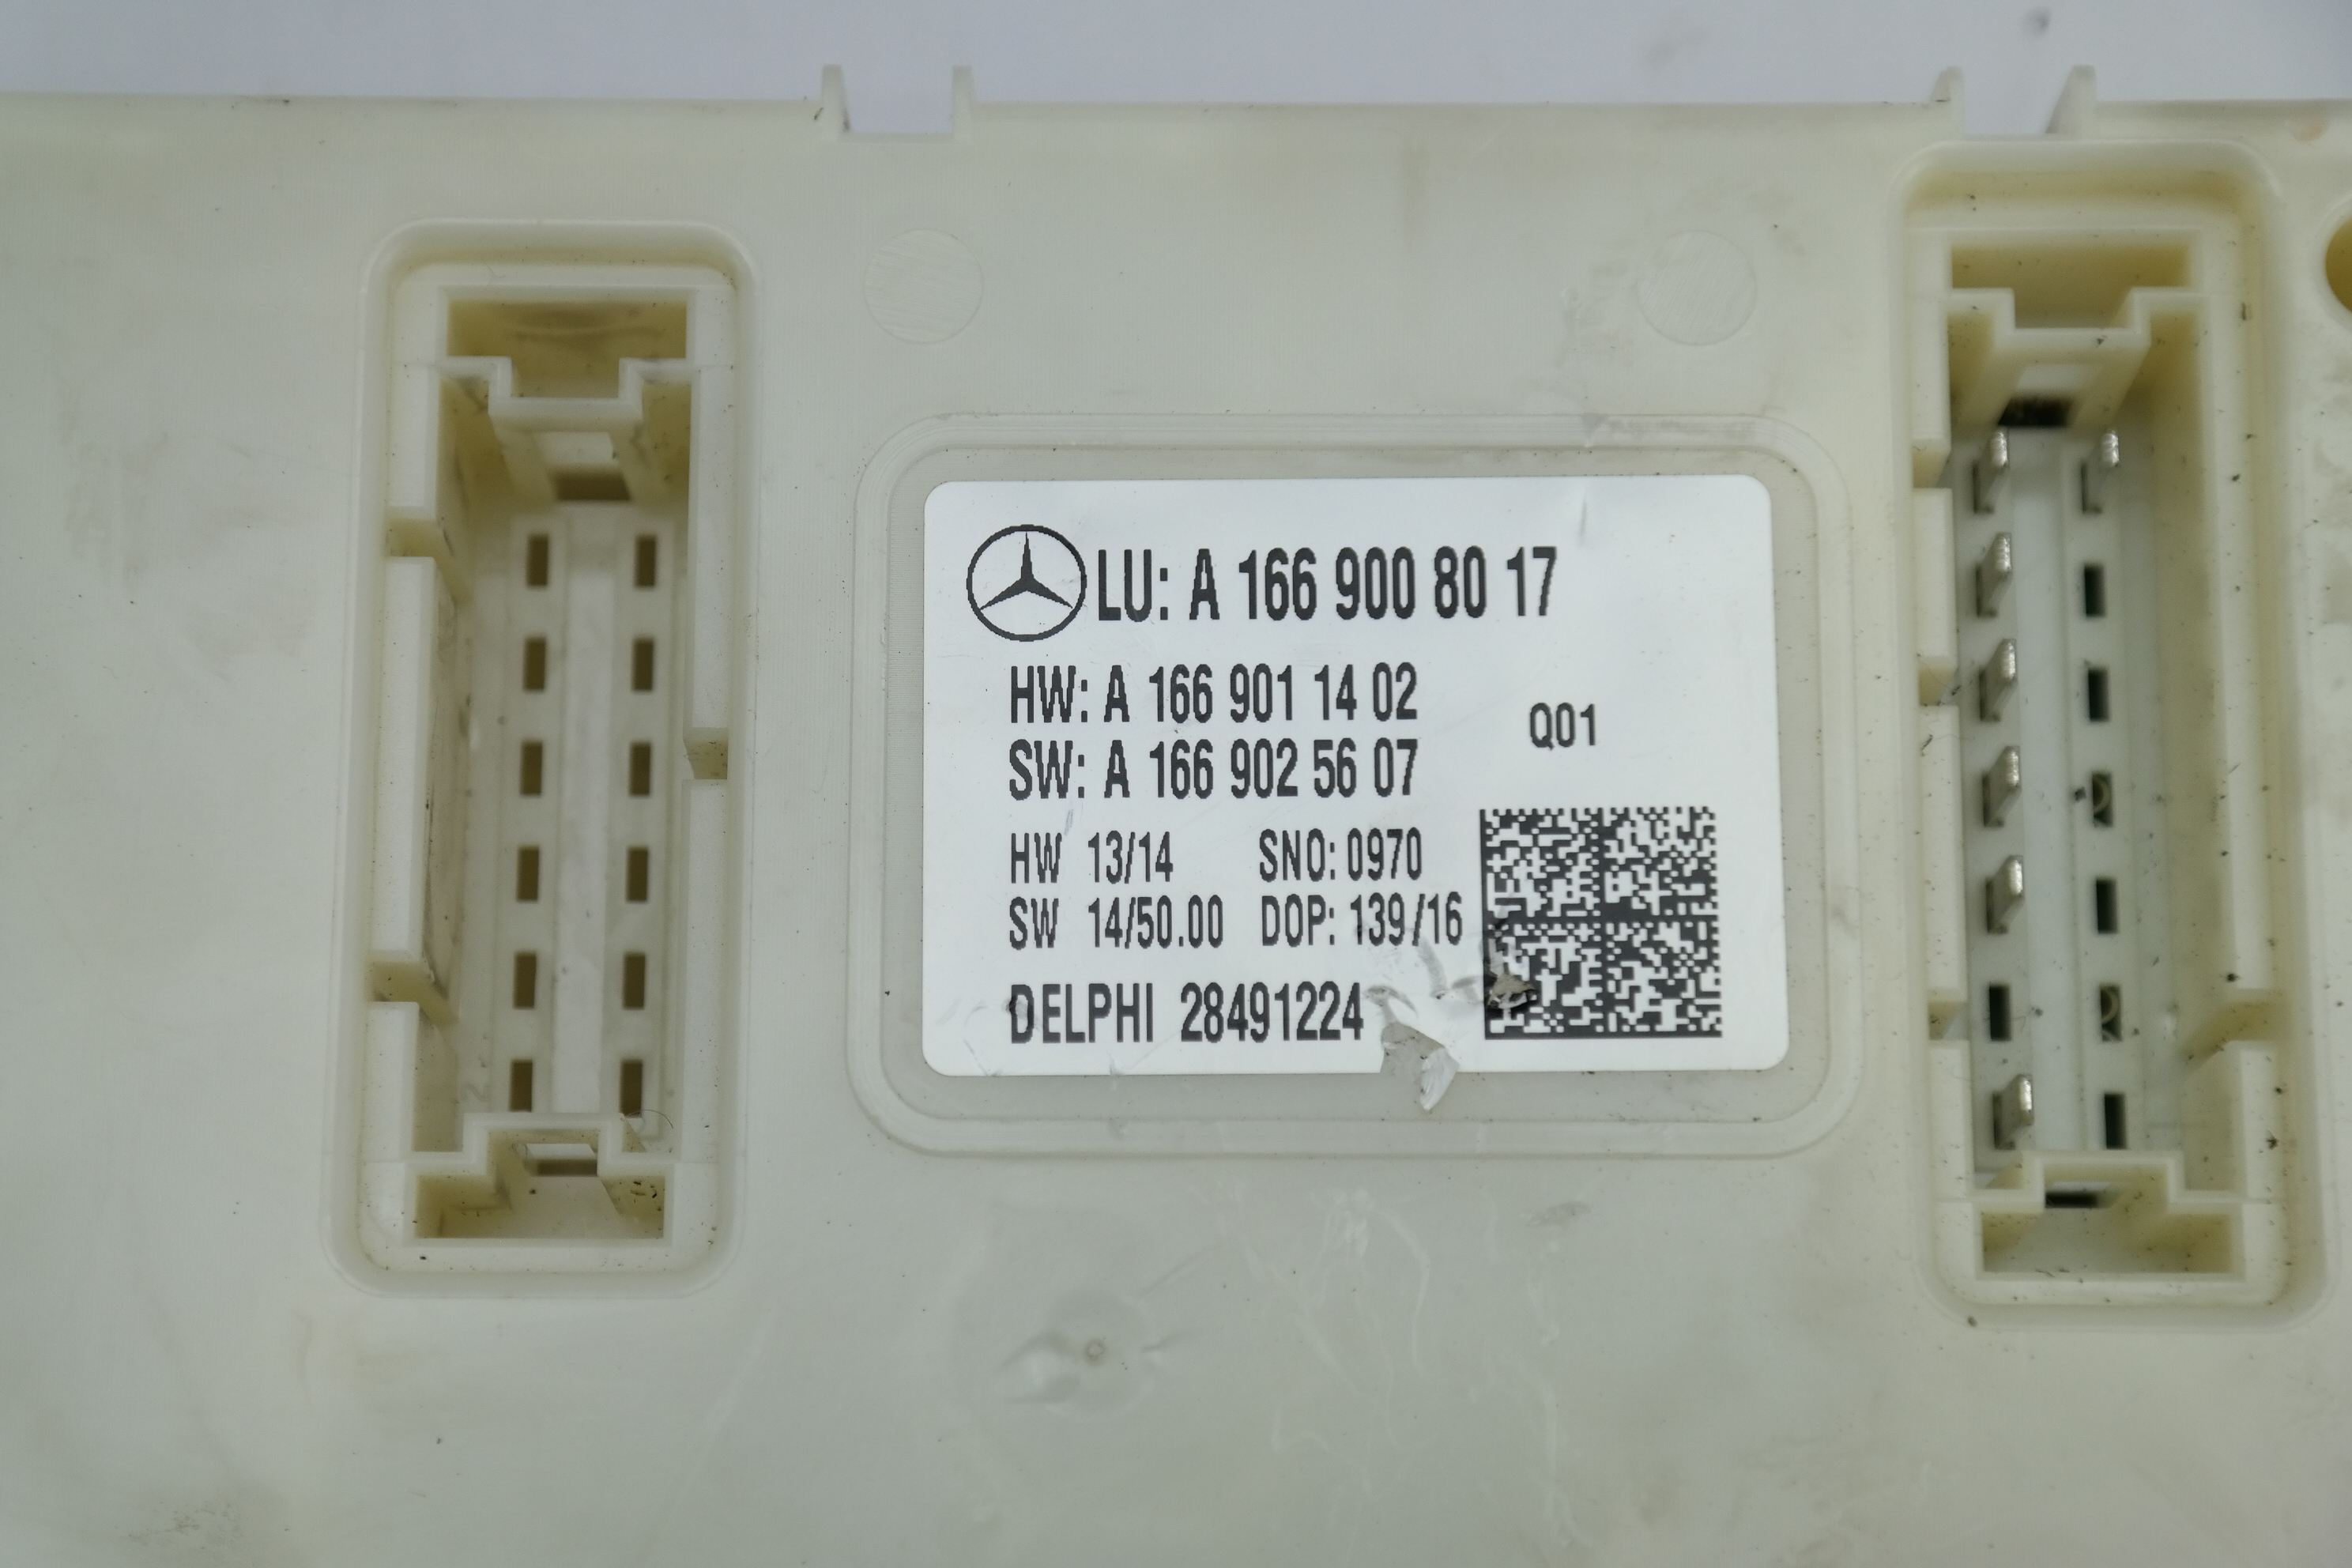 LU: A 166 900 80 17
HW: A 166 901 14 02
SW: A 166 902 56 07
Q01
HW 13/14 SNO: 0970
SW 14/50.00 DOP: 139/16
DELPHI 28491224